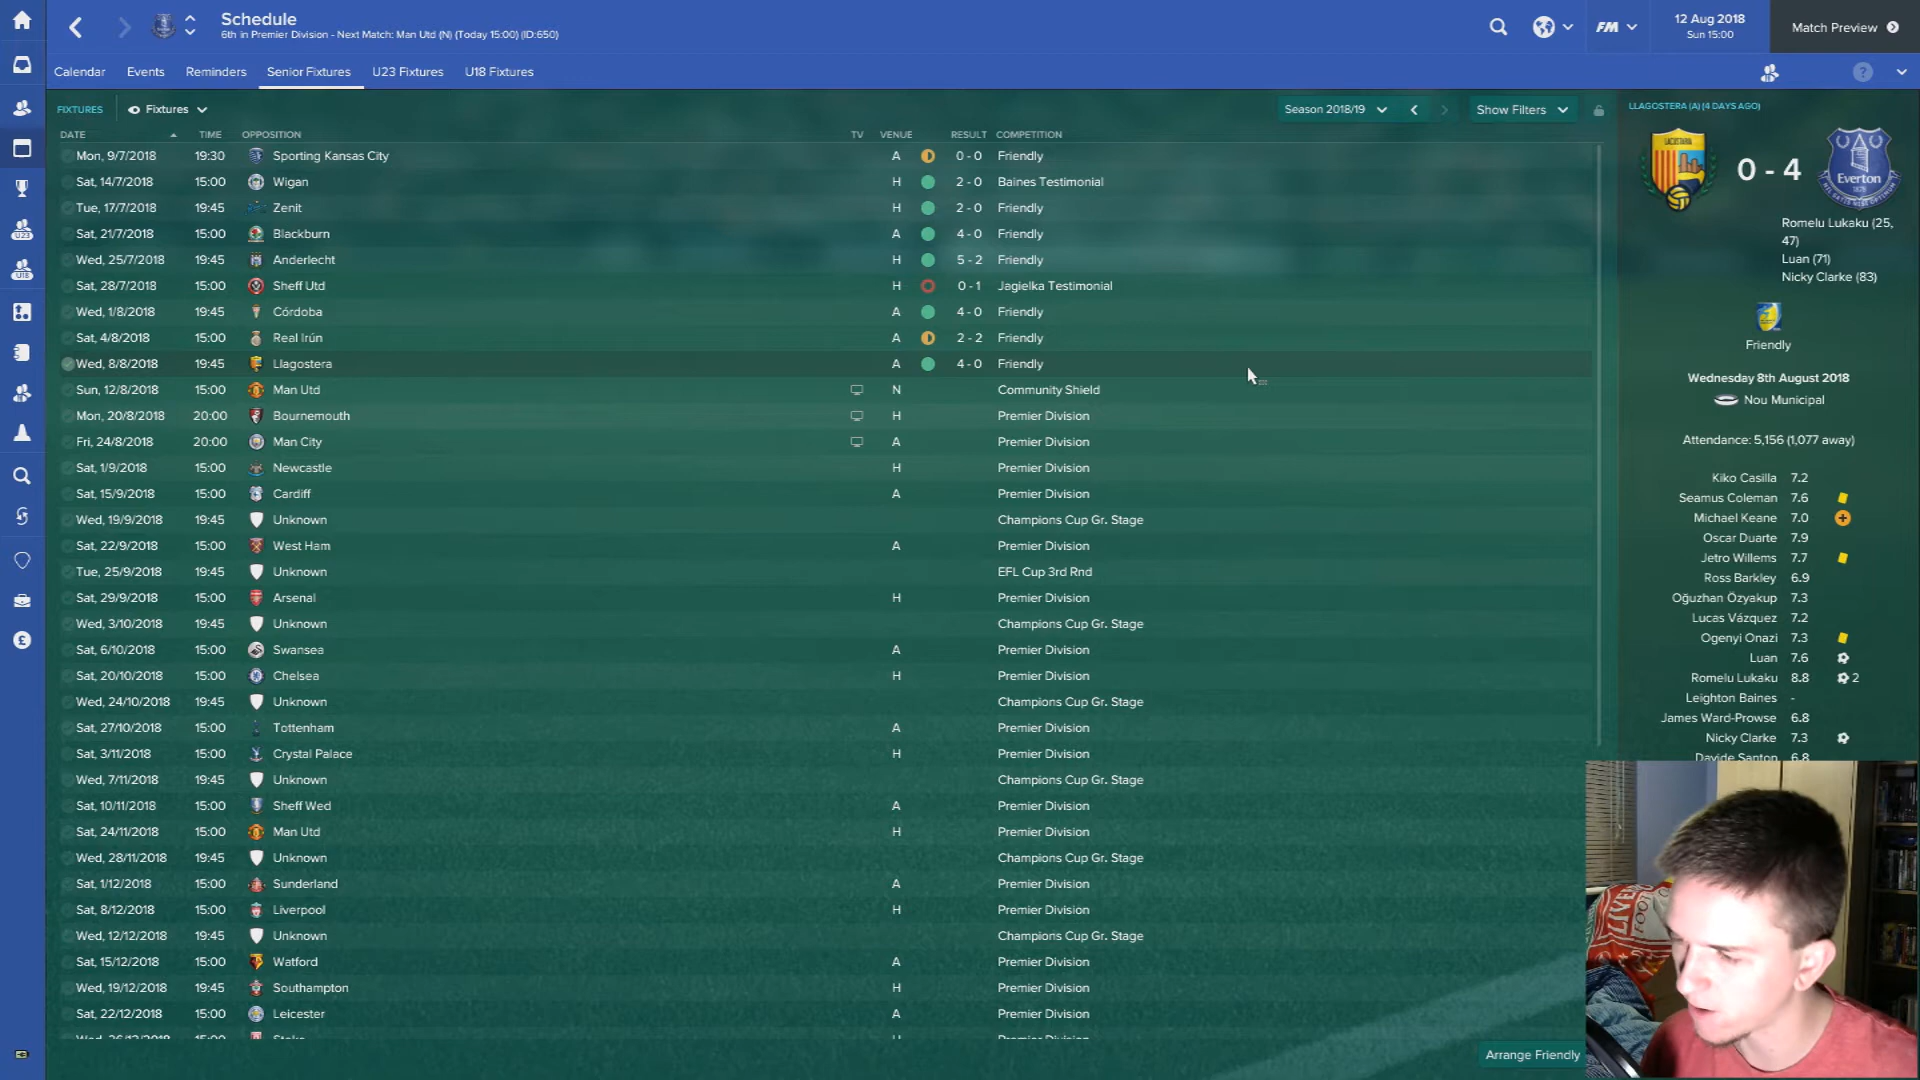 Schedule
6th in Premier Division - Next Match: Man Utd (N) (Today 15:00) (ID:650)
FM
12 Aug 2018
Sun 15:00
Match Preview
Calendar Events Reminders Senior Fixtures U23 Fixtures U18 Fixtures
FIXTURES Fixtures Season 2018/19 Show Filters
DATE TIME OPPOSITION TV VENUE RESULT COMPETITION
Mon, 9/7/2018 19:30 Sporting Kansas City A 0 - 0 Friendly
Sat, 14/7/2018 15:00 Wigan H 2 - 0 Baines Testimonial
Tue, 17/7/2018 19:45 Zenit H 2 - 0 Friendly
Sat, 21/7/2018 15:00 Blackburn A 4 - 0 Friendly
Wed, 25/7/2018 19:45 Anderlecht H 5 - 2 Friendly
Sat, 28/7/2018 15:00 Sheff Utd H 0 - 1 Jagielka Testimonial
Wed, 1/8/2018 19:45 Córdoba A 4 - 0 Friendly
Sat, 4/8/2018 15:00 Real Irún A 2 - 2 Friendly
Wed, 8/8/2018 19:45 Llagostera A 4 - 0 Friendly
Sun, 12/8/2018 15:00 Man Utd N Community Shield
Mon, 20/8/2018 20:00 Bournemouth H Premier Division
Fri, 24/8/2018 20:00 Man City A Premier Division
Sat, 1/9/2018 15:00 Newcastle H Premier Division
Sat, 15/9/2018 15:00 Cardiff A Premier Division
Wed, 19/9/2018 19:45 Unknown Champions Cup Gr. Stage
Sat, 22/9/2018 15:00 West Ham A Premier Division
Tue, 25/9/2018 19:45 Unknown EFL Cup 3rd Rnd
Sat, 29/9/2018 15:00 Arsenal H Premier Division
Wed, 3/10/2018 19:45 Unknown Champions Cup Gr. Stage
Sat, 6/10/2018 15:00 Swansea A Premier Division
Sat, 20/10/2018 15:00 Chelsea H Premier Division
Wed, 24/10/2018 19:45 Unknown Champions Cup Gr. Stage
Sat, 27/10/2018 15:00 Tottenham A Premier Division
Sat, 3/11/2018 15:00 Crystal Palace H Premier Division
Wed, 7/11/2018 19:45 Unknown Champions Cup Gr. Stage
Sat, 10/11/2018 15:00 Sheff Wed A Premier Division
Sat, 24/11/2018 15:00 Man Utd H Premier Division
Wed, 28/11/2018 19:45 Unknown Champions Cup Gr. Stage
Sat, 1/12/2018 15:00 Sunderland A Premier Division
Sat, 8/12/2018 15:00 Liverpool H Premier Division
Wed, 12/12/2018 19:45 Unknown Champions Cup Gr. Stage
Sat, 15/12/2018 15:00 Watford A Premier Division
Wed, 19/12/2018 19:45 Southampton H Premier Division
Sat, 22/12/2018 15:00 Leicester A Premier Division
Arrange Friendly
LLAGOSTERA (A) (4 DAYS AGO)
0 - 4
Everton
Romelu Lukaku (25,
47)
Luan (71)
Nicky Clarke (83)
Friendly
Wednesday 8th August 2018
Nou Municipal
Attendance: 5,156 (1,077 away)
Kiko Casilla 7.2
Seamus Coleman 7.6
Michael Keane 7.0
Oscar Duarte 7.9
Jetro Willems 7.7
Ross Barkley 6.9
Oğuzhan Özyakup 7.3
Lucas Vázquez 7.2
Ogenyi Onazi 7.3
Luan 7.6
Romelu Lukaku 8.8 2
Leighton Baines -
James Ward-Prowse 6.8
Nicky Clarke 7.3
Davide Santon 6.8